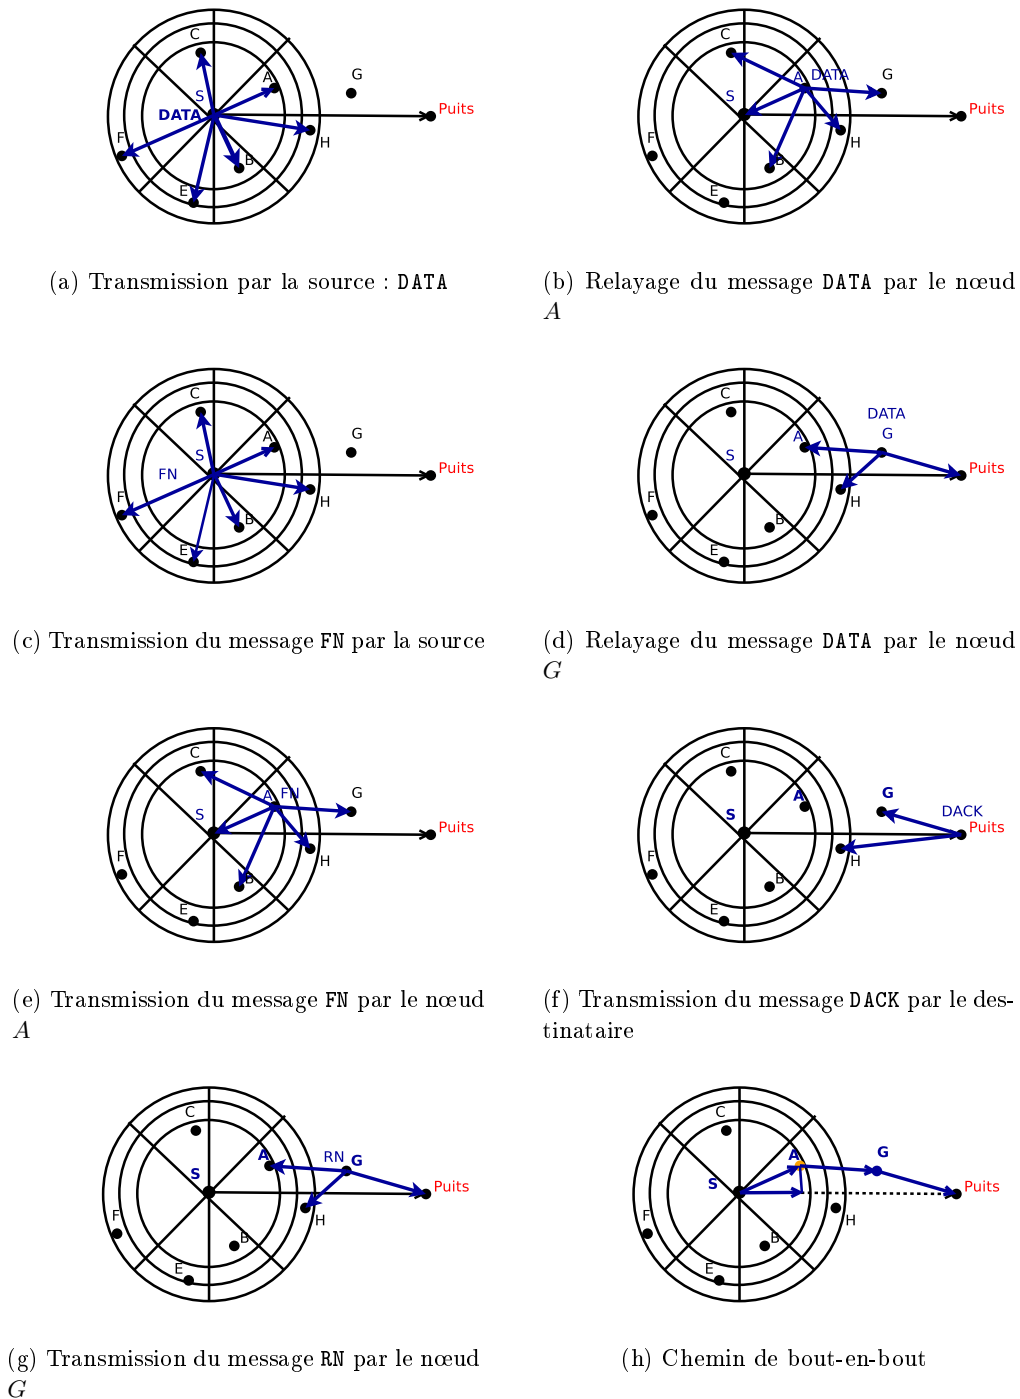 C
A
G
S
DATA
Puits
F
H
B
E
(a) Transmission par la source : DATA
C
A
DATA
G
S
Puits
F
H
B
E
(b) Relayage du message DATA par le nœud
A
C
A
G
S
FN
Puits
F
H
B
E
(c) Transmission du message FN par la source
C
DATA
A
G
S
Puits
F
H
B
E
(d) Relayage du message DATA par le nœud
G
C
A
FN
G
S
Puits
F
H
B
E
(e) Transmission du message FN par le nœud
A
C
A
G
S
DACK
Puits
F
H
B
E
(f) Transmission du message DACK par le des-
tinataire
C
A
RN
G
S
Puits
F
H
B
E
(g) Transmission du message RN par le nœud
G
C
A
G
S
Puits
F
H
B
E
(h) Chemin de bout-en-bout